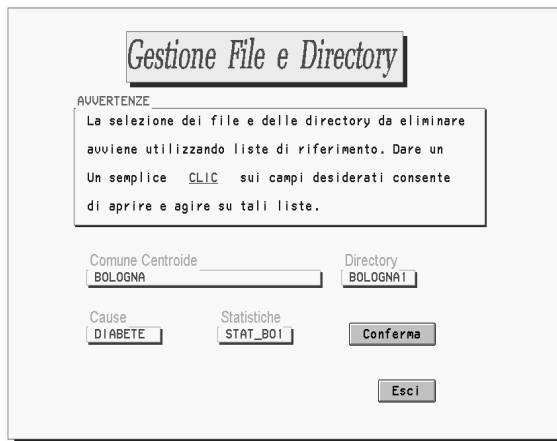 Gestione File e Directory
AVVERTENZE
La selezione dei file e delle directory da eliminare
avviene utilizzando liste di riferimento. Dare un
Un semplice CLIC sui campi desiderati consente
di aprire e agire su tali liste.
Comune Centroide Directory
BOLOGNA BOLOGNA1
Cause Statistiche
DIABETE STAT_BO1 Conferma
Esci